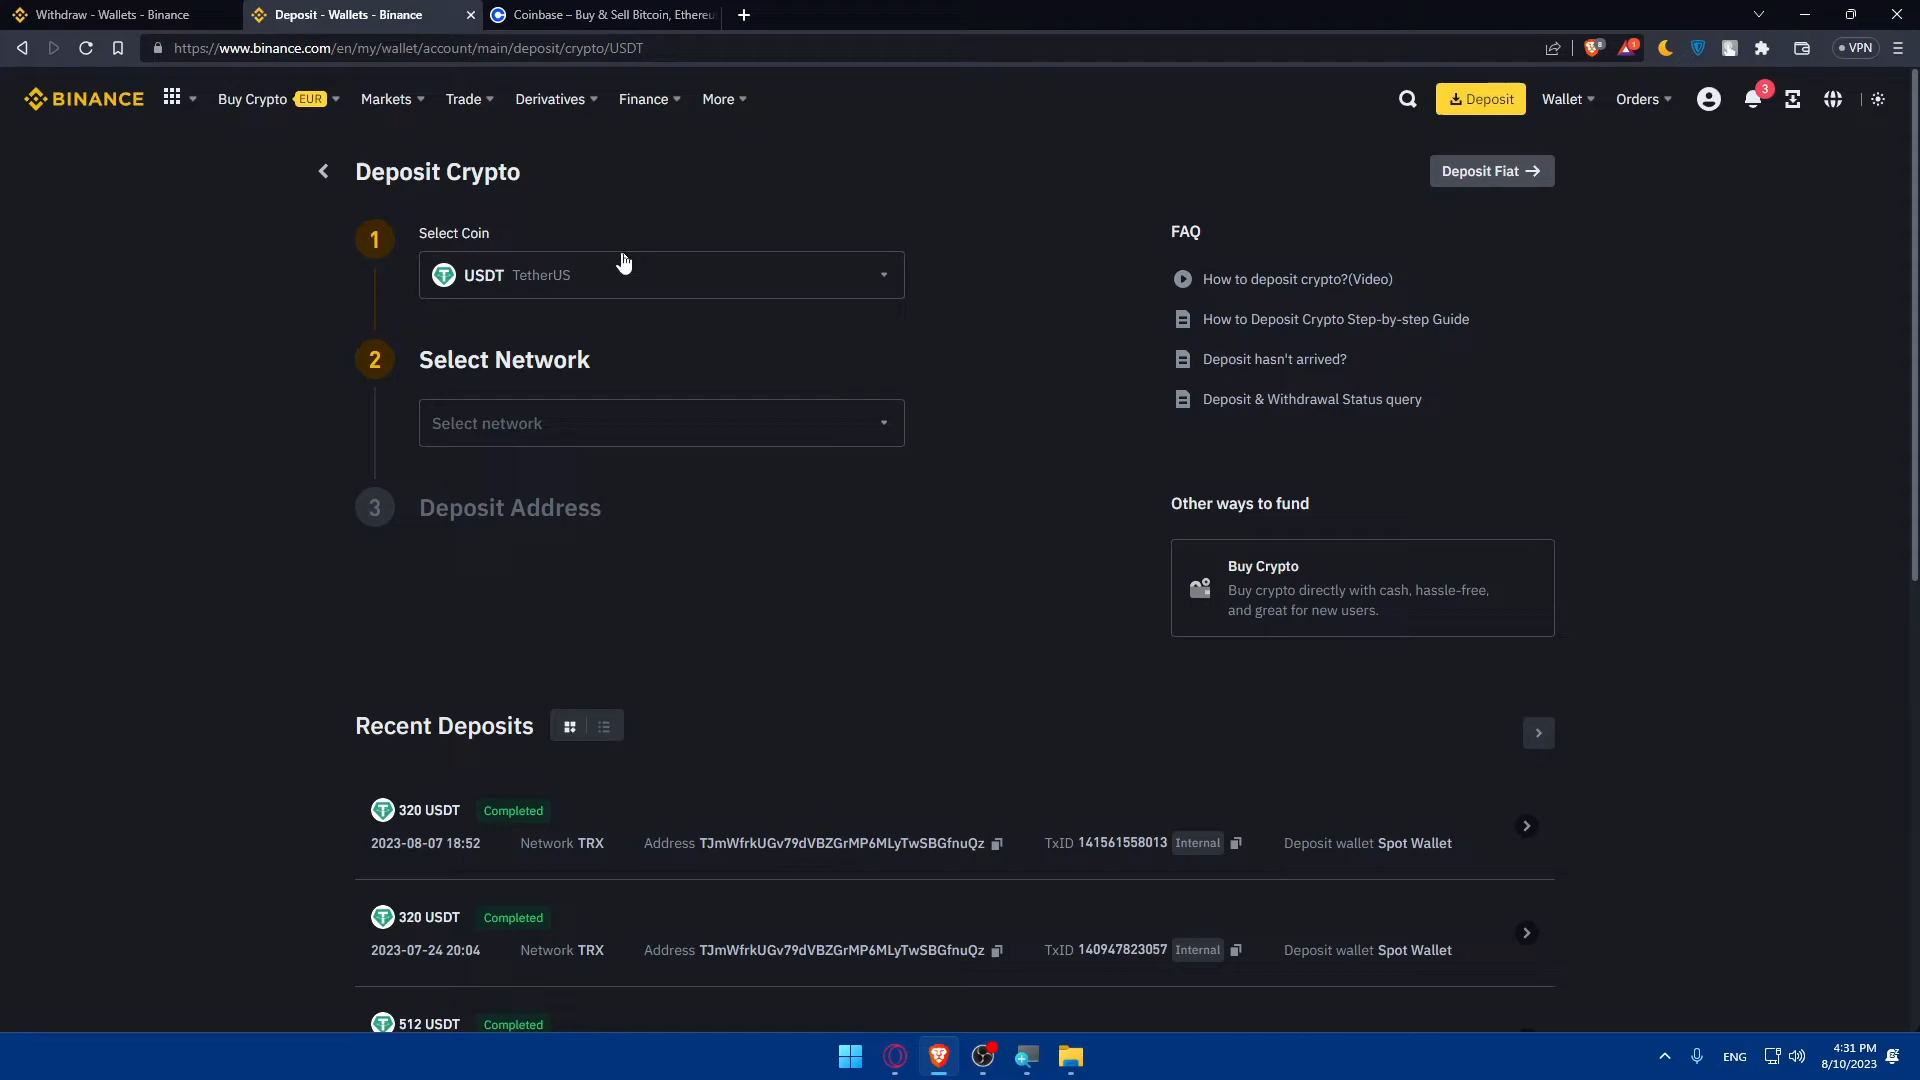 Withdraw - Wallets - Binance
Deposit - Wallets - Binance
Coinbase – Buy & Sell Bitcoin, Ethereu
https://www.binance.com/en/my/wallet/account/main/deposit/crypto/USDT
8
1
VPN
BINANCE
Buy Crypto EUR
Markets
Trade
Derivatives
Finance
More
Deposit
Wallet
Orders
3
Deposit Crypto
Deposit Fiat
1
Select Coin
USDT TetherUS
2
Select Network
Select network
3
Deposit Address
FAQ
How to deposit crypto?(Video)
How to Deposit Crypto Step-by-step Guide
Deposit hasn't arrived?
Deposit & Withdrawal Status query
Other ways to fund
Buy Crypto
Buy crypto directly with cash, hassle-free,
and great for new users.
Recent Deposits
320 USDT Completed
2023-08-07 18:52 Network TRX Address TJmWfrkUGv79dVBZGrMP6MLyTwSBGfnuQz TxID 141561558013 Internal Deposit wallet Spot Wallet
320 USDT Completed
2023-07-24 20:04 Network TRX Address TJmWfrkUGv79dVBZGrMP6MLyTwSBGfnuQz TxID 140947823057 Internal Deposit wallet Spot Wallet
512 USDT Completed
ENG
4:31 PM
8/10/2023